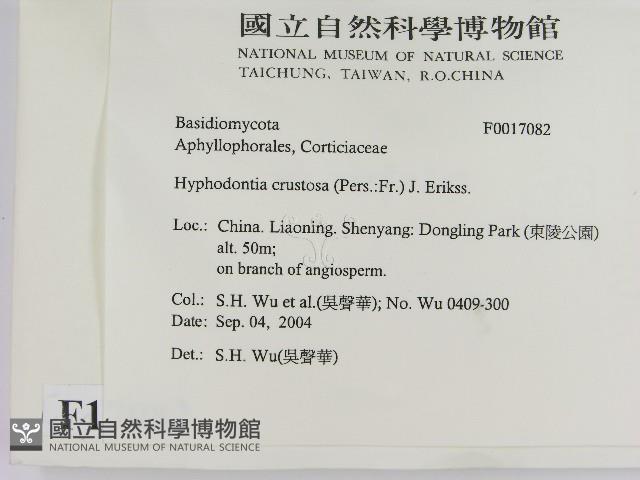 國立自然科學博物館
NATIONAL MUSEUM OF NATURAL SCIENCE
TAICHUNG, TAIWAN, R.O.CHINA
Basidiomycota F0017082
Aphyllophorales, Corticiaceae
Hyphodontia crustosa (Pers.:Fr.) J. Erikss.
Loc.: China. Liaoning. Shenyang: Dongling Park (東陵公園)
alt. 50m;
on branch of angiosperm.
Col.: S.H. Wu et al.(吳聲華); No. Wu 0409-300
Date: Sep. 04, 2004
Det.: S.H. Wu(吳聲華)
F1
國立自然科學博物館
NATIONAL MUSEUM OF NATURAL SCIENCE